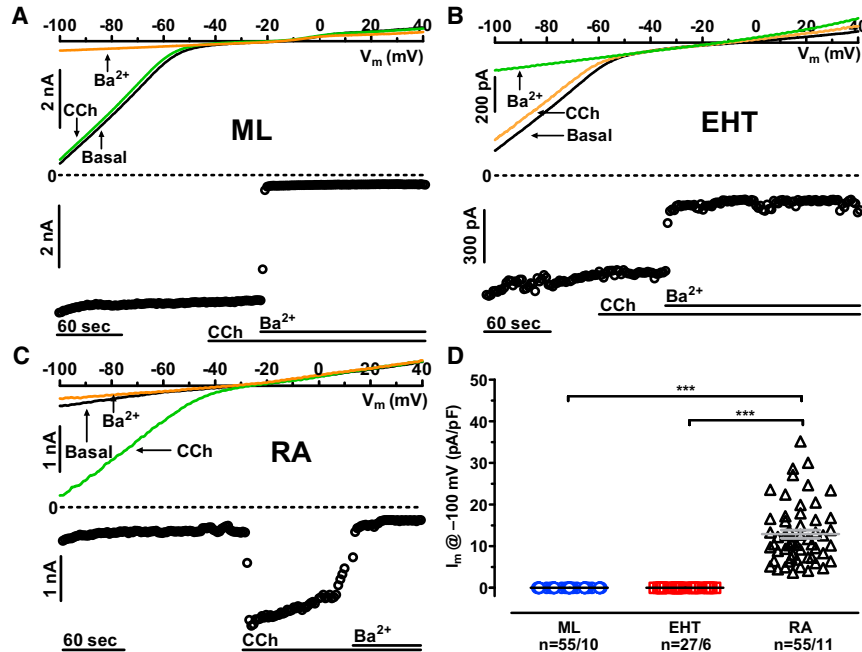 A
-100 -80 -60 -40 -20 0 20 40
Vm (mV)
Ba2+
2 nA
CCh
Basal
ML
0
2 nA
60 sec
CCh
Ba2+
B
-100 -80 -60 -40 -20 0 20 40
Vm (mV)
200 pA
Ba2+
CCh
Basal
EHT
0
300 pA
60 sec
CCh
Ba2+
C
-100 -80 -60 -40 -20 0 20 40
Vm (mV)
1 nA
Basal
Ba2+
CCh
RA
0
1 nA
60 sec
CCh
Ba2+
D
Im @ −100 mV (pA/pF)
50
40
30
20
10
0
***
***
ML EHT RA
n=55/10 n=27/6 n=55/11